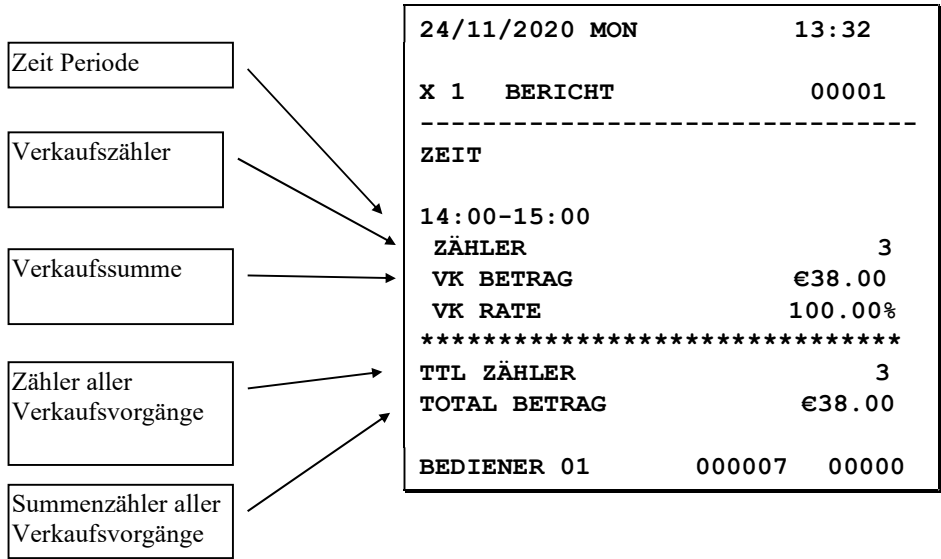 Zeit Periode
Verkaufszähler
Verkaufssumme
Zähler aller
Verkaufsvorgänge
Summenzähler aller
Verkaufsvorgänge
24/11/2020 MON 13:32
X 1 BERICHT 00001
--------------------------------
ZEIT
14:00-15:00
ZÄHLER 3
VK BETRAG €38.00
VK RATE 100.00%
*******************************
TTL ZÄHLER 3
TOTAL BETRAG €38.00
BEDIENER 01 000007 00000